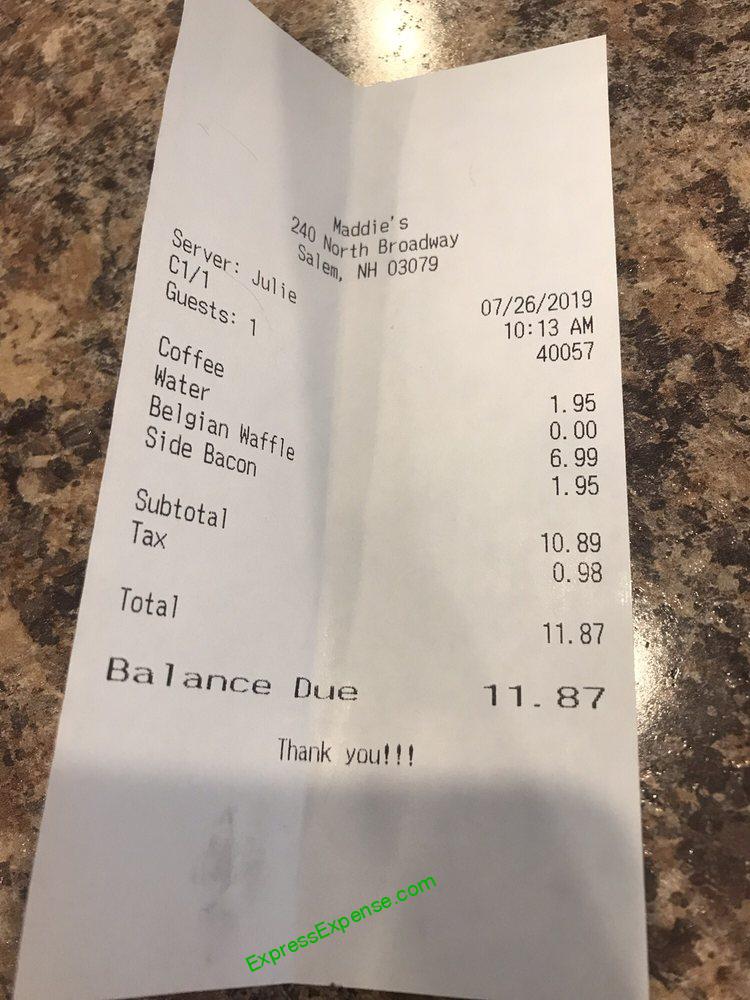 Maddie's
240 North Broadway
Salem, NH 03079
Server: Julie 07/26/2019
C1/1 10:13 AM
Guests: 1 40057
Coffee 1.95
Water 0.00
Belgian Waffle 6.99
Side Bacon 1.95
Subtotal 10.89
Tax 0.98
Total 11.87
Balance Due 11.87
Thank you!!!
ExpressExpense.com